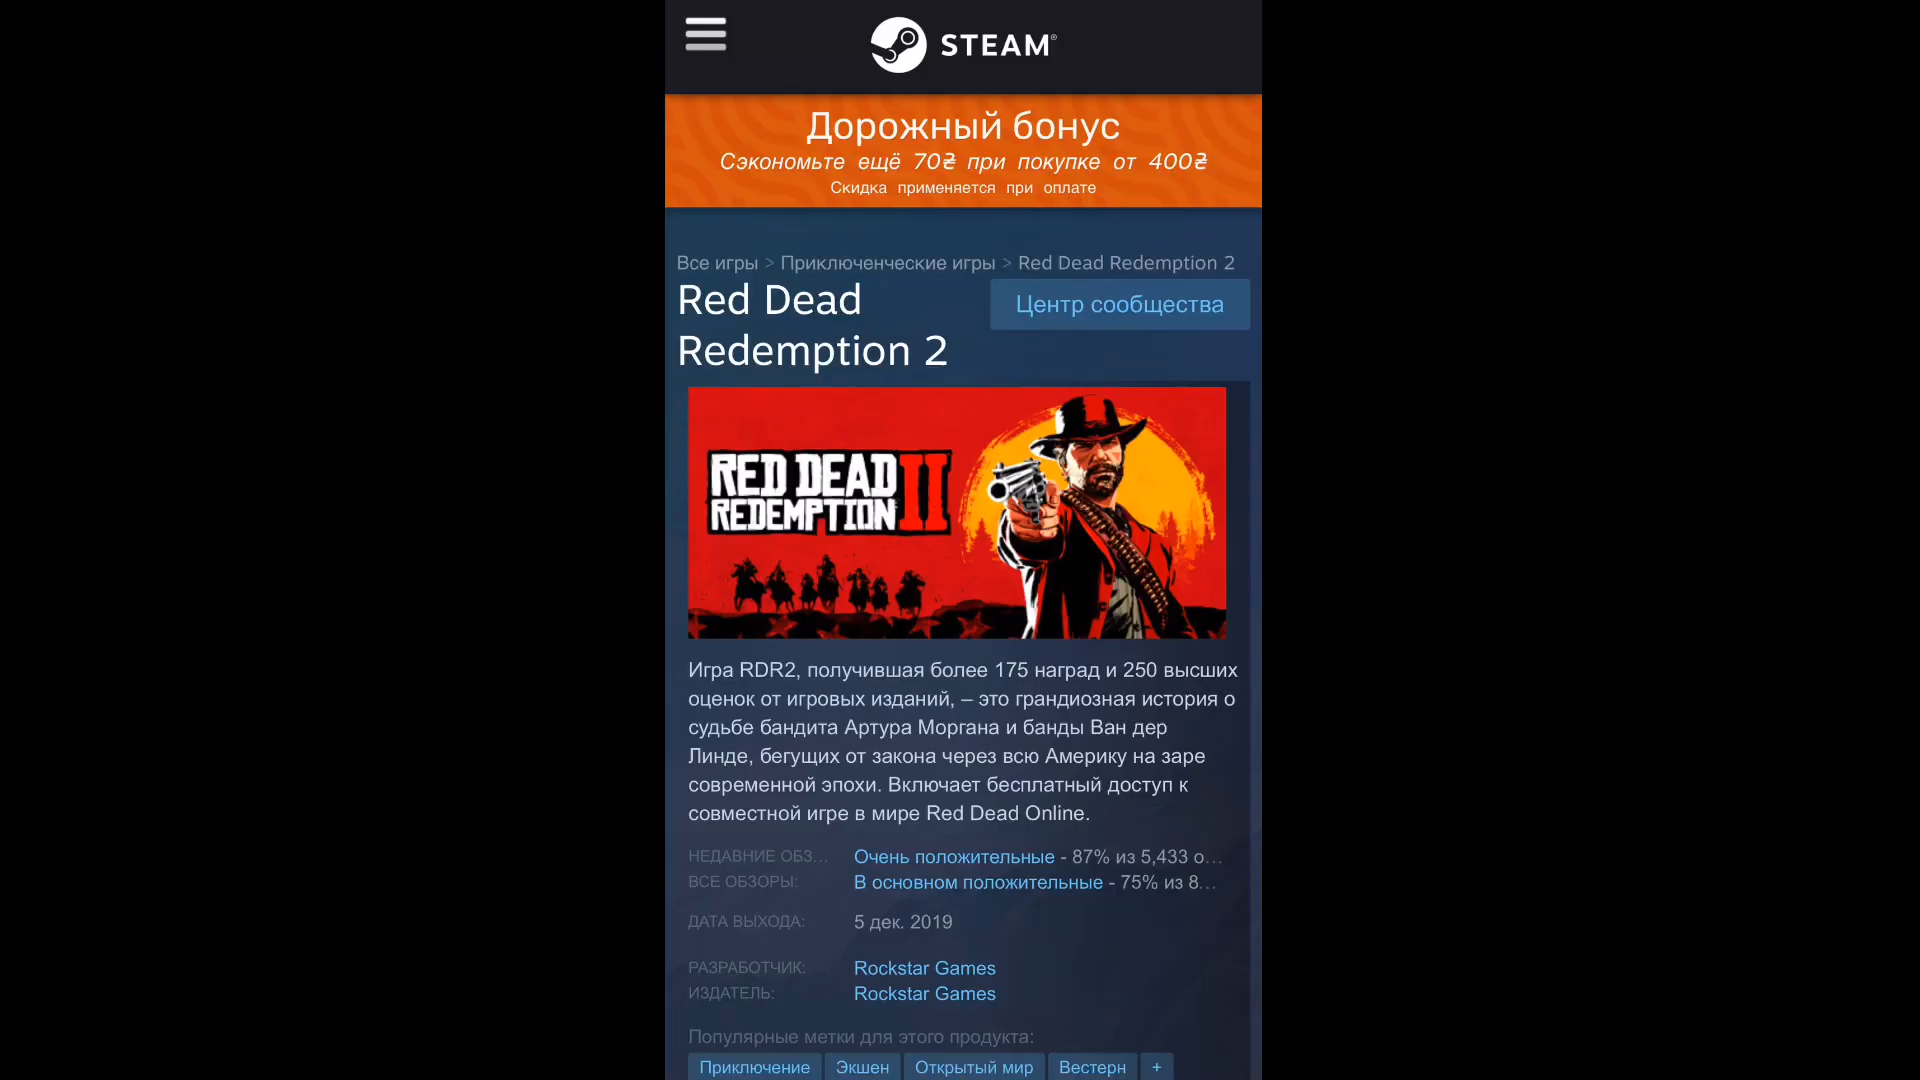 STEAM®
Дорожный бонус
Сэкономьте ещё 70₴ при покупке от 400₴
Скидка применяется при оплате
Все игры > Приключенческие игры > Red Dead Redemption 2
Red Dead
Redemption 2
Центр сообщества
RED DEAD
REDEMPTION II
Игра RDR2, получившая более 175 наград и 250 высших
оценок от игровых изданий, – это грандиозная история о
судьбе бандита Артура Моргана и банды Ван дер
Линде, бегущих от закона через всю Америку на заре
современной эпохи. Включает бесплатный доступ к
совместной игре в мире Red Dead Online.
НЕДАВНИЕ ОБЗ... Очень положительные - 87% из 5,433 о...
ВСЕ ОБЗОРЫ: В основном положительные - 75% из 8...
ДАТА ВЫХОДА: 5 дек. 2019
РАЗРАБОТЧИК: Rockstar Games
ИЗДАТЕЛЬ: Rockstar Games
Популярные метки для этого продукта:
Приключение Экшен Открытый мир Вестерн +